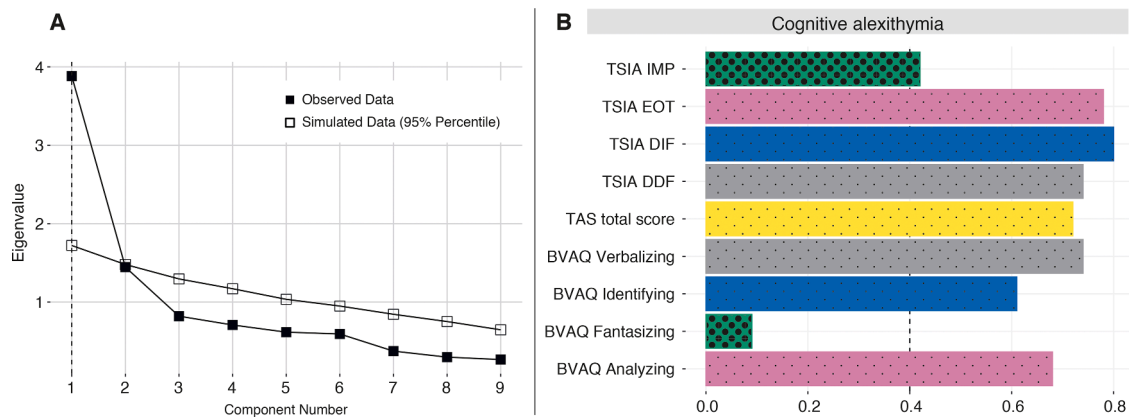 A
4
3
2
1
Eigenvalue
Observed Data
Simulated Data (95% Percentile)
1 2 3 4 5 6 7 8 9
Component Number
B
Cognitive alexithymia
TSIA IMP
TSIA EOT
TSIA DIF
TSIA DDF
TAS total score
BVAQ Verbalizing
BVAQ Identifying
BVAQ Fantasizing
BVAQ Analyzing
0.0 0.2 0.4 0.6 0.8